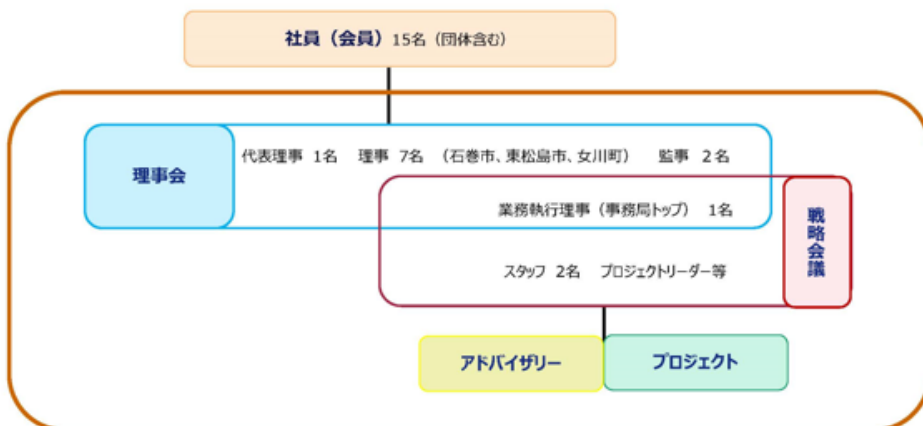 社員（会員）15名（団体含む）
理事会
代表理事 1名 理事 7名 （石巻市、東松島市、女川町） 監事 2名
業務執行理事（事務局トップ） 1名
戦略会議
スタッフ 2名 プロジェクトリーダー等
アドバイザリー
プロジェクト